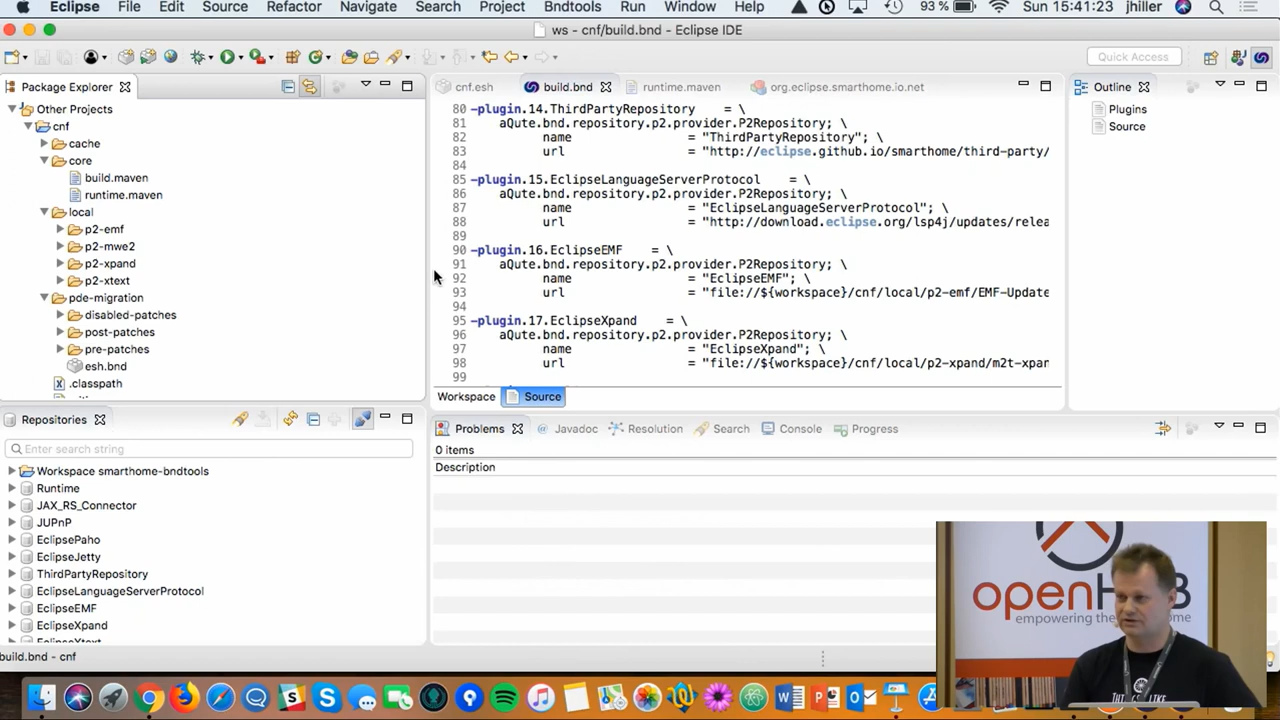 Eclipse File Edit Source Refactor Navigate Search Project Bndtools Run Window Help 93 % Sun 15:41:23 jhiller
ws - cnf/build.bnd - Eclipse IDE
Quick Access
Package Explorer
cnf.esh build.bnd runtime.maven org.eclipse.smarthome.io.net
Outline
Other Projects
cnf
cache
core
build.maven
runtime.maven
local
p2-emf
p2-mwe2
p2-xpand
p2-xtext
pde-migration
disabled-patches
post-patches
pre-patches
esh.bnd
.classpath
80 -plugin.14.ThirdPartyRepository = \
81 aQute.bnd.repository.p2.provider.P2Repository; \
82 name = "ThirdPartyRepository"; \
83 url = "http://eclipse.github.io/smarthome/third-party/
84
85 -plugin.15.EclipseLanguageServerProtocol = \
86 aQute.bnd.repository.p2.provider.P2Repository; \
87 name = "EclipseLanguageServerProtocol"; \
88 url = "http://download.eclipse.org/lsp4j/updates/relea
89
90 -plugin.16.EclipseEMF = \
91 aQute.bnd.repository.p2.provider.P2Repository; \
92 name = "EclipseEMF"; \
93 url = "file://${workspace}/cnf/local/p2-emf/EMF-Update
94
95 -plugin.17.EclipseXpand = \
96 aQute.bnd.repository.p2.provider.P2Repository; \
97 name = "EclipseXpand"; \
98 url = "file://${workspace}/cnf/local/p2-xpand/m2t-xpan
99
Workspace Source
Plugins
Source
Repositories
Enter search string
Workspace smarthome-bndtools
Runtime
JAX_RS_Connector
JUPnP
EclipsePaho
EclipseJetty
ThirdPartyRepository
EclipseLanguageServerProtocol
EclipseEMF
EclipseXpand
EclipseXtext
Problems Javadoc Resolution Search Console Progress
0 items
Description
build.bnd - cnf
openHB
empowering the